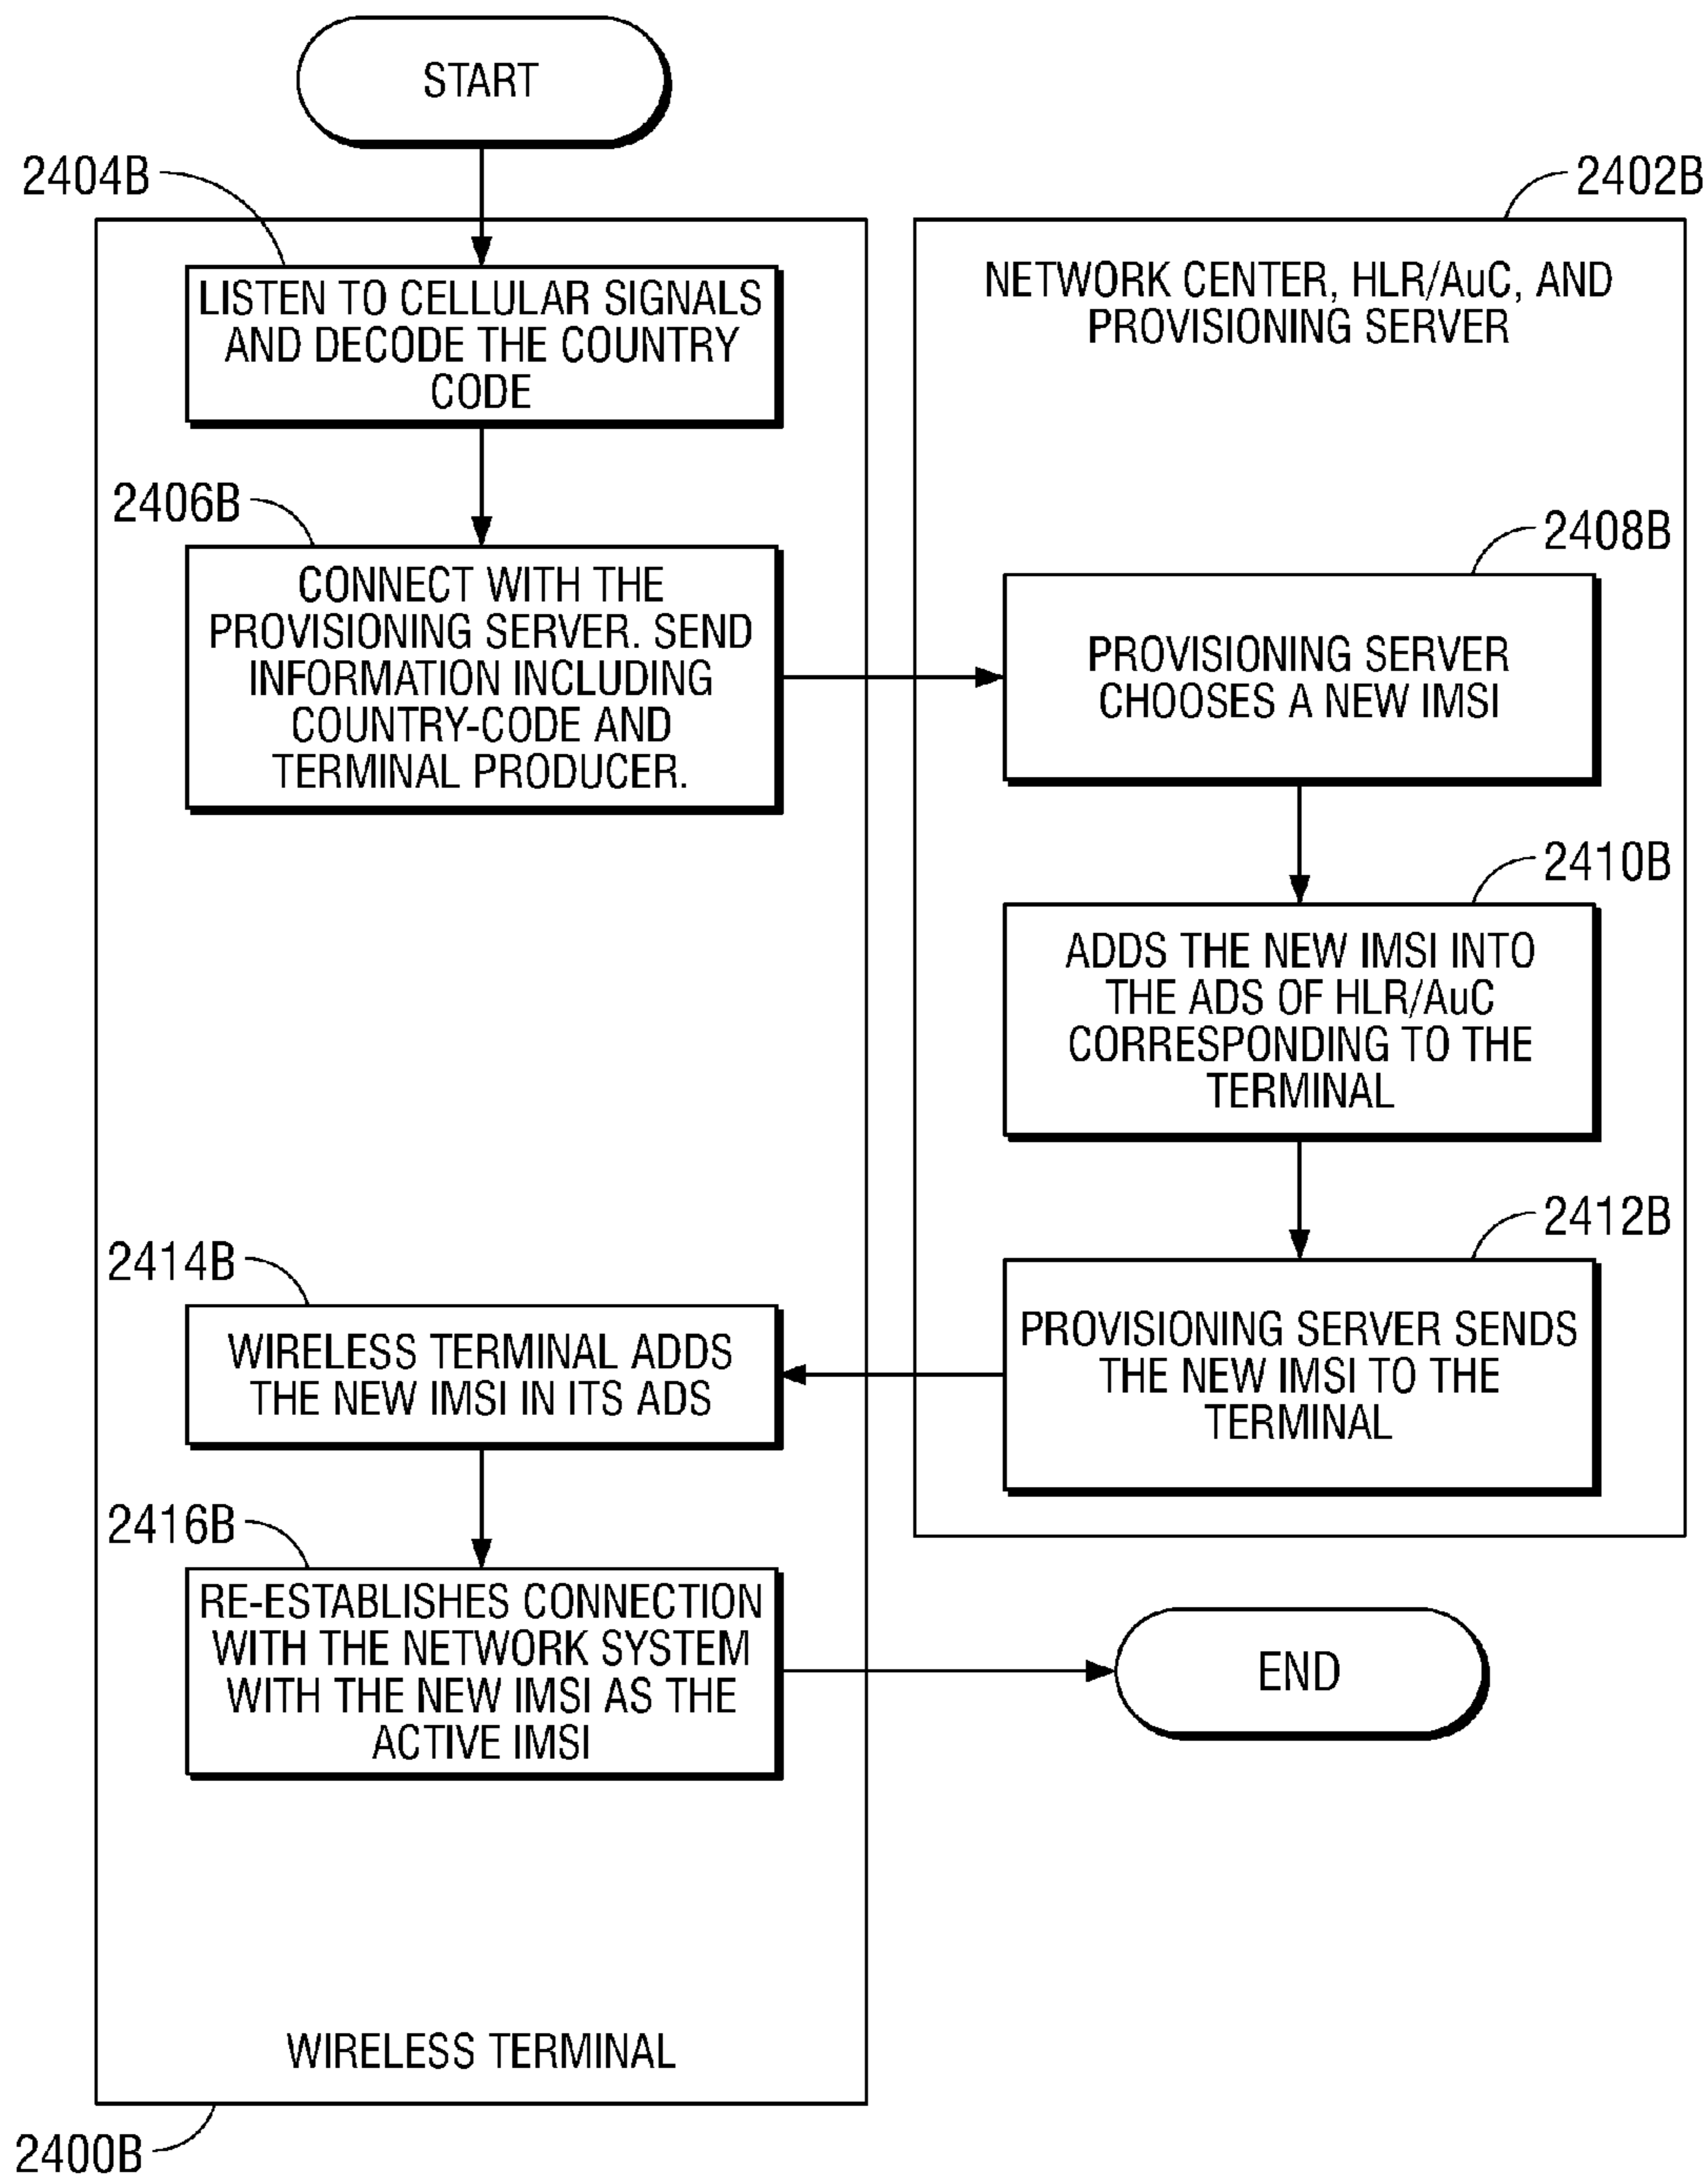 START
2404B
2402B
LISTEN TO CELLULAR SIGNALS
AND DECODE THE COUNTRY
CODE
NETWORK CENTER, HLR/AuC, AND
PROVISIONING SERVER
2406B
CONNECT WITH THE
PROVISIONING SERVER. SEND
INFORMATION INCLUDING
COUNTRY-CODE AND
TERMINAL PRODUCER.
2408B
PROVISIONING SERVER
CHOOSES A NEW IMSI
2410B
ADDS THE NEW IMSI INTO
THE ADS OF HLR/AuC
CORRESPONDING TO THE
TERMINAL
2412B
PROVISIONING SERVER SENDS
THE NEW IMSI TO THE
TERMINAL
2414B
WIRELESS TERMINAL ADDS
THE NEW IMSI IN ITS ADS
2416B
RE-ESTABLISHES CONNECTION
WITH THE NETWORK SYSTEM
WITH THE NEW IMSI AS THE
ACTIVE IMSI
END
WIRELESS TERMINAL
2400B